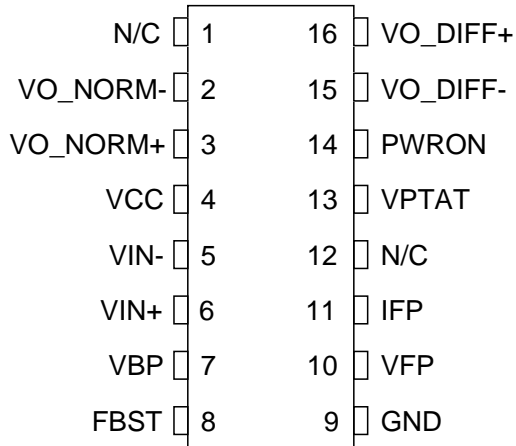 N/C 1 16 VO_DIFF+
VO_NORM- 2 15 VO_DIFF-
VO_NORM+ 3 14 PWRON
VCC 4 13 VPTAT
VIN- 5 12 N/C
VIN+ 6 11 IFP
VBP 7 10 VFP
FBST 8 9 GND